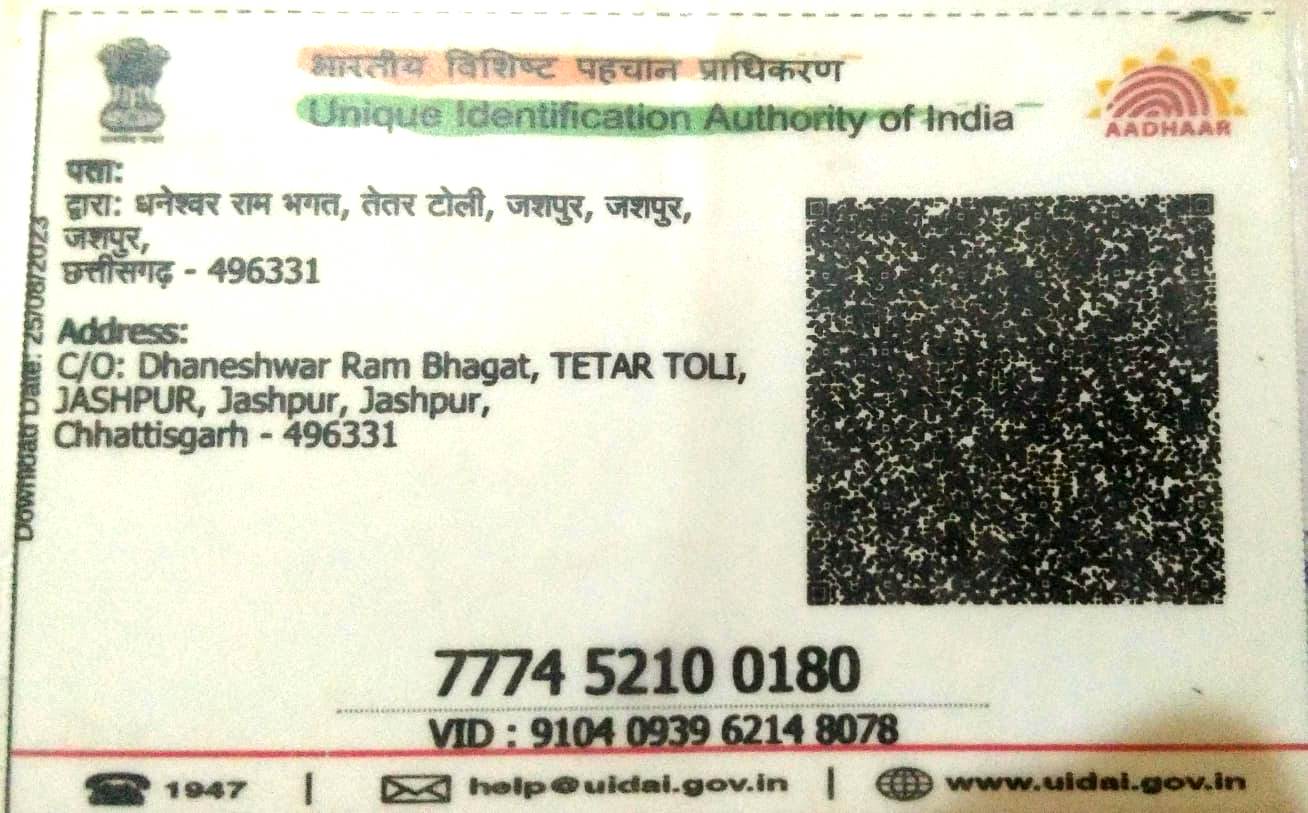 भारतीय विशिष्ट पहचान प्राधिकरण
Unique Identification Authority of India
AADHAAR
पता:
द्वारा: धनेश्वर राम भगत, तेतर टोली, जशपुर, जशपुर,
जशपुर,
छत्तीसगढ़ - 496331
Address:
C/O: Dhaneshwar Ram Bhagat, TETAR TOLI,
JASHPUR, Jashpur, Jashpur,
Chhattisgarh - 496331
Download Date: 25/08/2023
7774 5210 0180
VID : 9104 0939 6214 8078
1947 | help@uidai.gov.in | www.uidai.gov.in